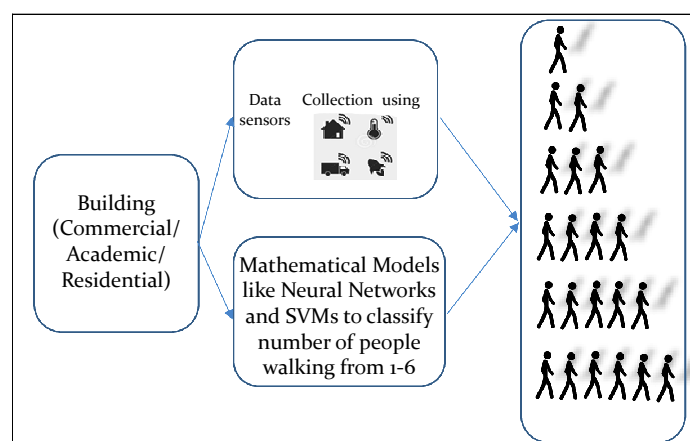 Building
(Commercial/
Academic/
Residential)
Data Collection using
sensors
Mathematical Models
like Neural Networks
and SVMs to classify
number of people
walking from 1-6